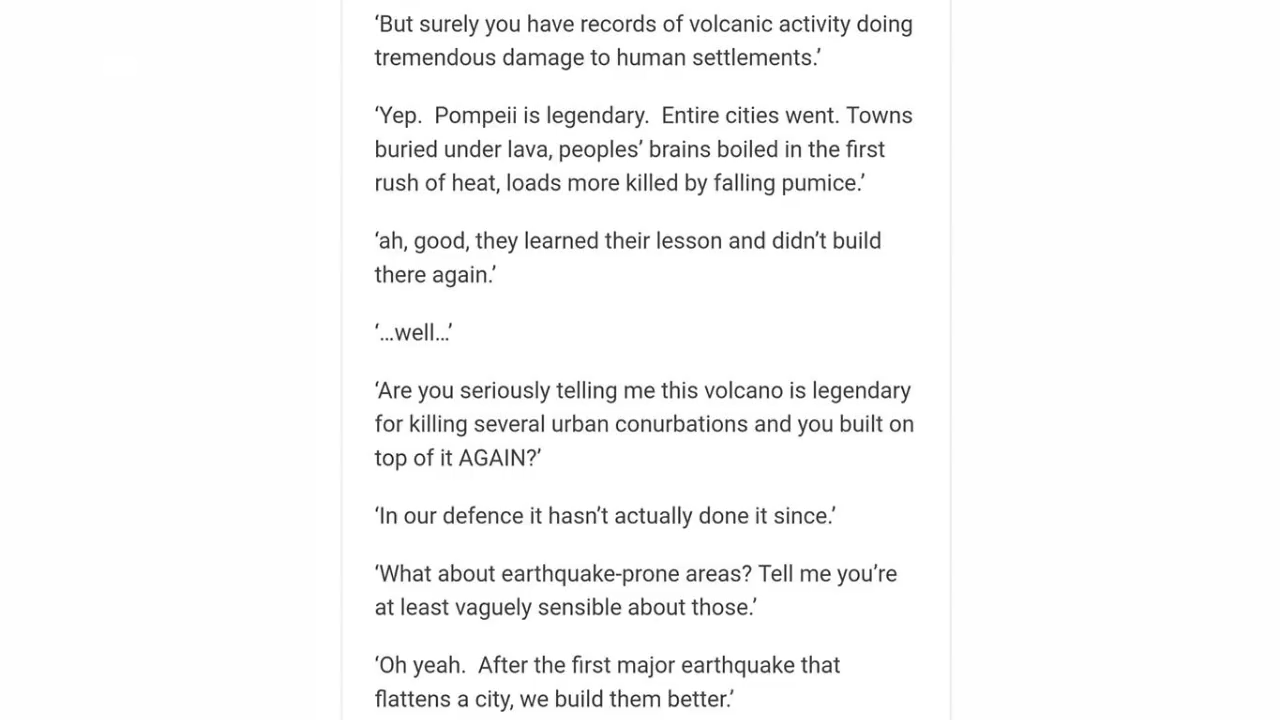 ‘But surely you have records of volcanic activity doing
tremendous damage to human settlements.’
‘Yep.  Pompeii is legendary.  Entire cities went. Towns
buried under lava, peoples’ brains boiled in the first
rush of heat, loads more killed by falling pumice.’
‘ah, good, they learned their lesson and didn’t build
there again.’
‘…well…’
‘Are you seriously telling me this volcano is legendary
for killing several urban conurbations and you built on
top of it AGAIN?’
‘In our defence it hasn’t actually done it since.’
‘What about earthquake-prone areas? Tell me you’re
at least vaguely sensible about those.’
‘Oh yeah.  After the first major earthquake that
flattens a city, we build them better.’